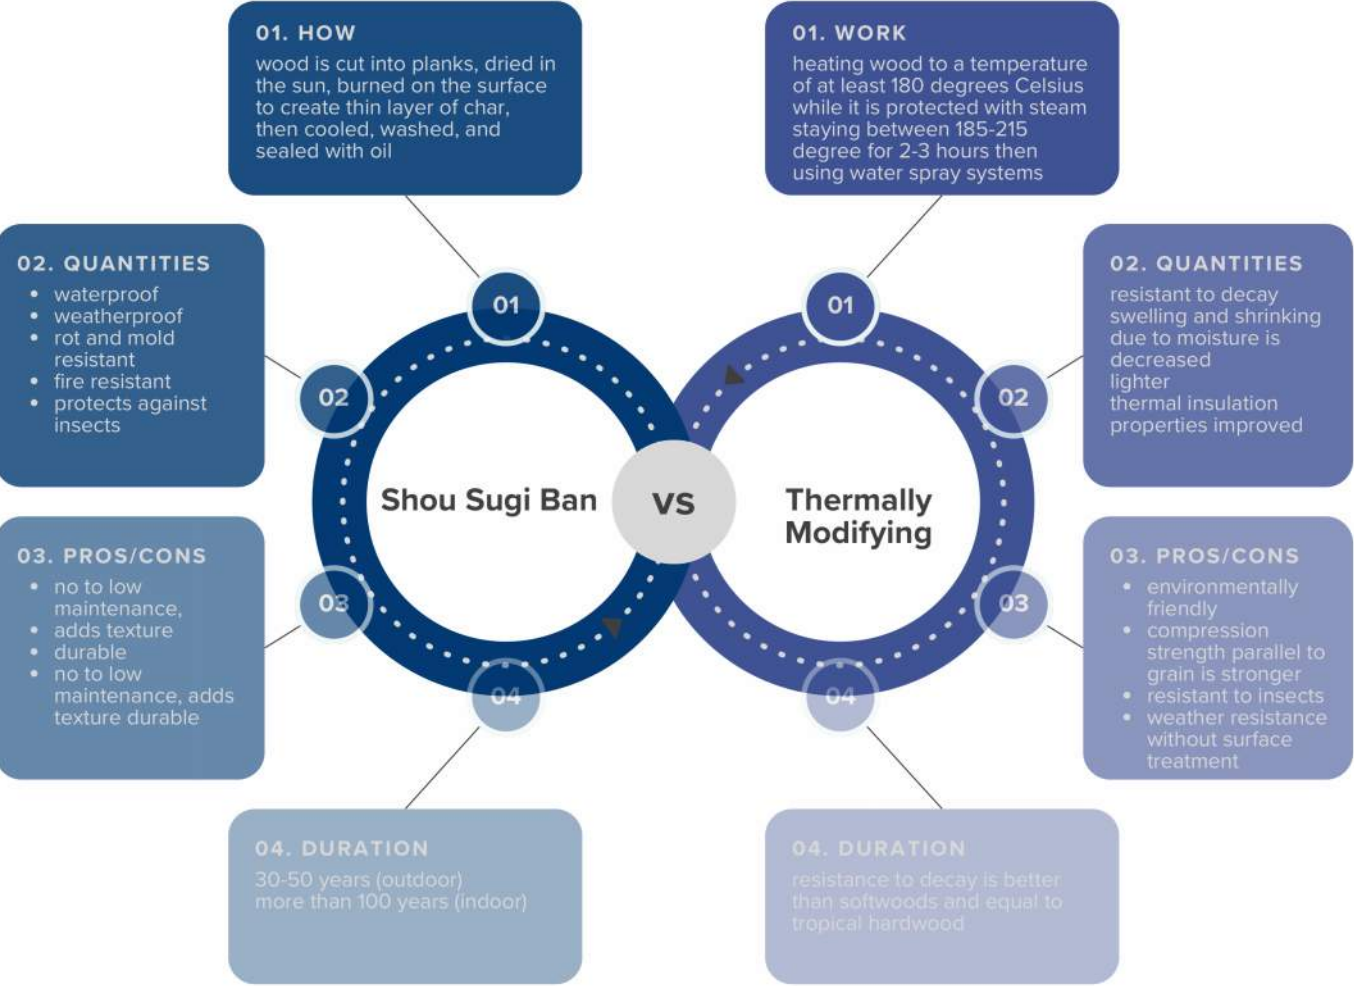 01. HOW
wood is cut into planks, dried in
the sun, burned on the surface
to create thin layer of char,
then cooled, washed, and
sealed with oil
01. WORK
heating wood to a temperature
of at least 180 degrees Celsius
while it is protected with steam
staying between 185-215
degree for 2-3 hours then
using water spray systems
02. QUANTITIES
• waterproof
• weatherproof
• rot and mold
resistant
• fire resistant
• protects against
insects
02. QUANTITIES
resistant to decay
swelling and shrinking
due to moisture is
decreased
lighter
thermal insulation
properties improved
01
02
03
04
Shou Sugi Ban
VS
Thermally
Modifying
01
02
03
04
03. PROS/CONS
• no to low
maintenance,
• adds texture
• durable
• no to low
maintenance, adds
texture durable
03. PROS/CONS
• environmentally
friendly
• compression
strength parallel to
grain is stronger
• resistant to insects
• weather resistance
without surface
treatment
04. DURATION
30-50 years (outdoor)
more than 100 years (indoor)
04. DURATION
resistance to decay is better
than softwoods and equal to
tropical hardwood